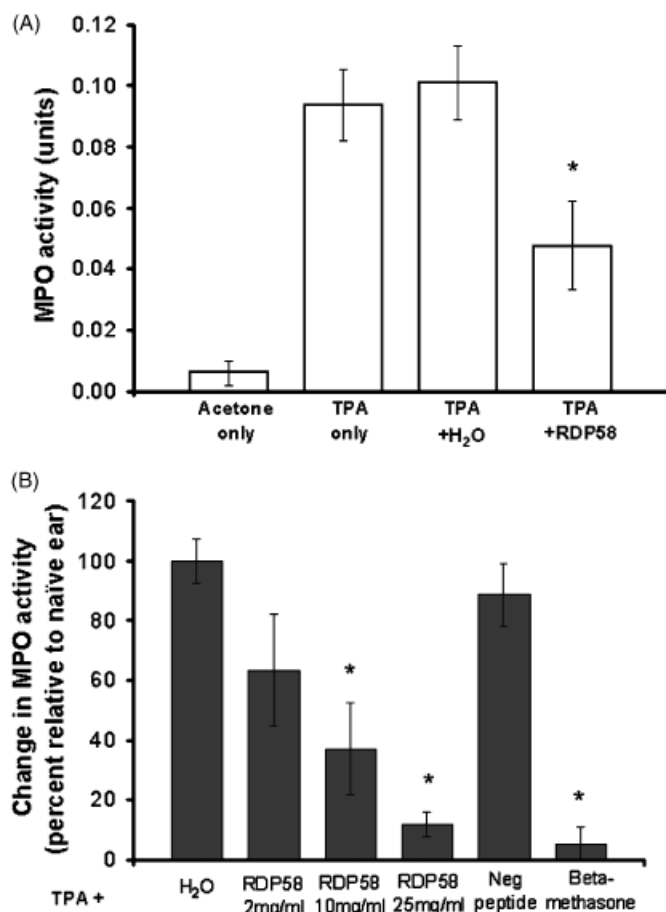 (A)
MPO activity (units)
0.12
0.10
0.08
0.06
0.04
0.02
0.00
*
Acetone only
TPA only
TPA +H₂O
TPA +RDP58
(B)
Change in MPO activity
(percent relative to naïve ear)
120
100
80
60
40
20
0
*
*
*
TPA +
H₂O
RDP58 2mg/ml
RDP58 10mg/ml
RDP58 25mg/ml
Neg peptide
Beta-methasone